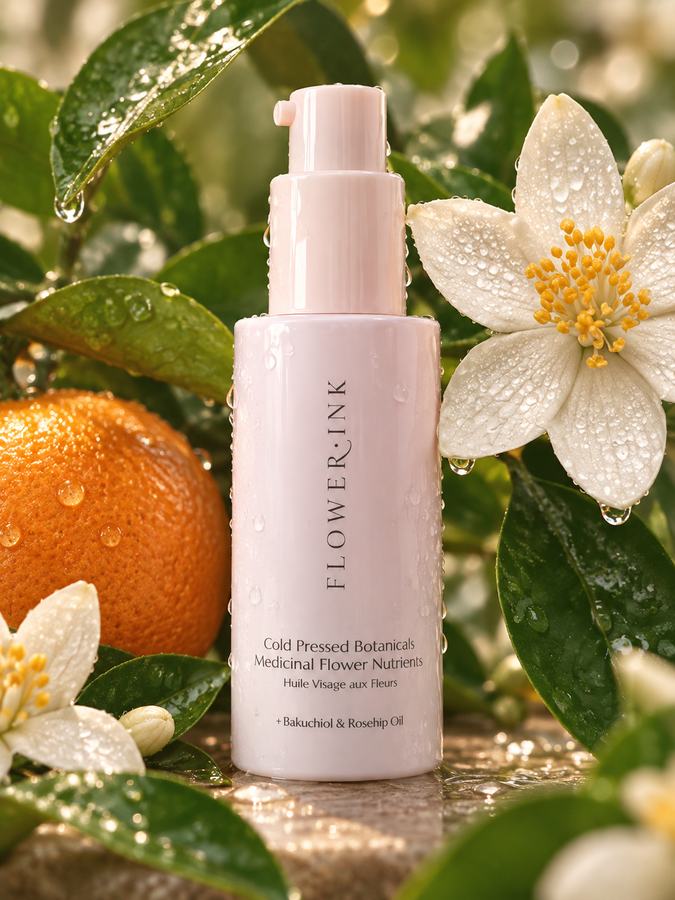 FLOWER.INK
Cold Pressed Botanicals
Medicinal Flower Nutrients
Huile Visage aux Fleurs
+ Bakuchiol & Rosehip Oil